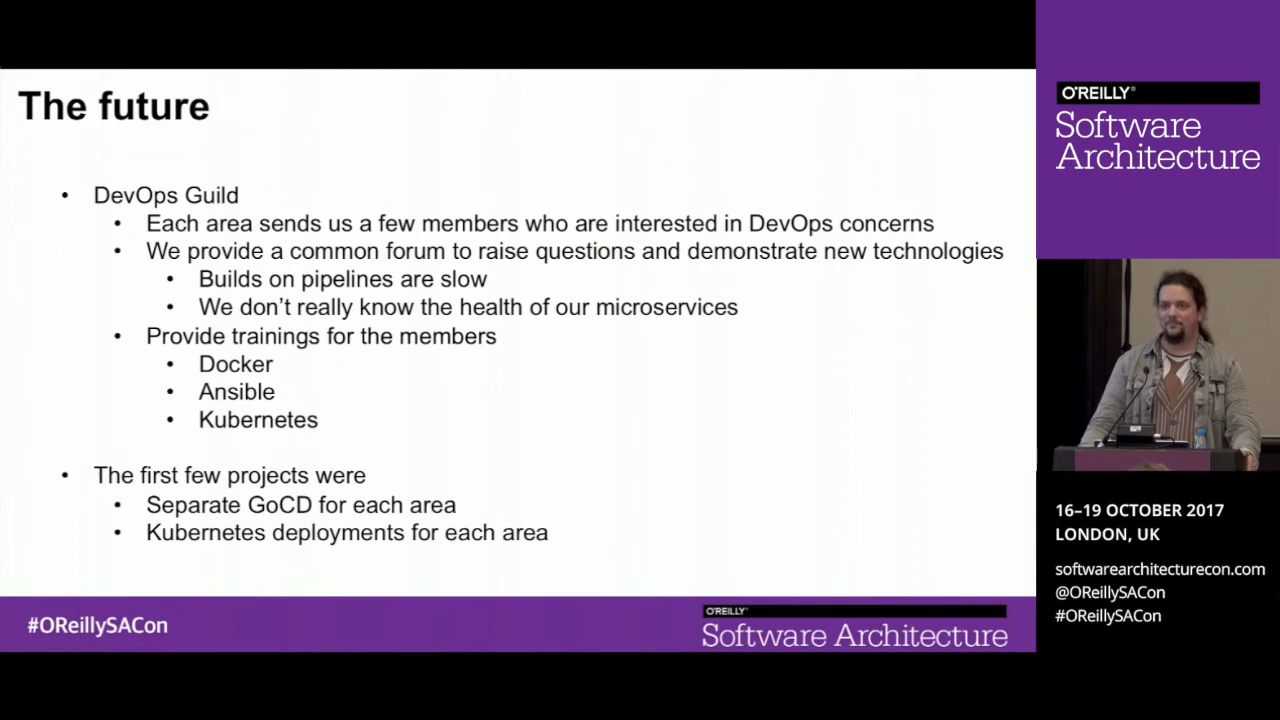 The future
• DevOps Guild
• Each area sends us a few members who are interested in DevOps concerns
• We provide a common forum to raise questions and demonstrate new technologies
• Builds on pipelines are slow
• We don’t really know the health of our microservices
• Provide trainings for the members
• Docker
• Ansible
• Kubernetes
• The first few projects were
• Separate GoCD for each area
• Kubernetes deployments for each area
#OReillySACon
O'REILLY®
Software Architecture
O'REILLY®
Software
Architecture
16–19 OCTOBER 2017
LONDON, UK
softwarearchitecturecon.com
@OReillySACon
#OReillySACon